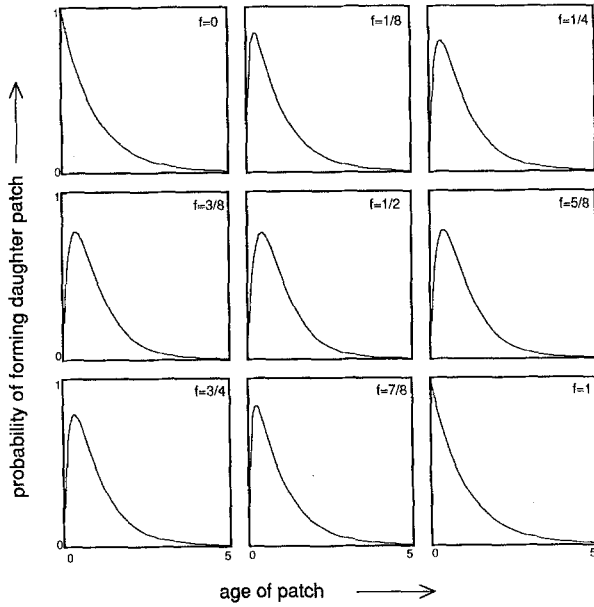 probability of forming daughter patch
1
f=0
0
f=1/8
f=1/4
1
f=3/8
0
f=1/2
f=5/8
1
f=3/4
0
0
5
f=7/8
0
5
f=1
0
5
age of patch